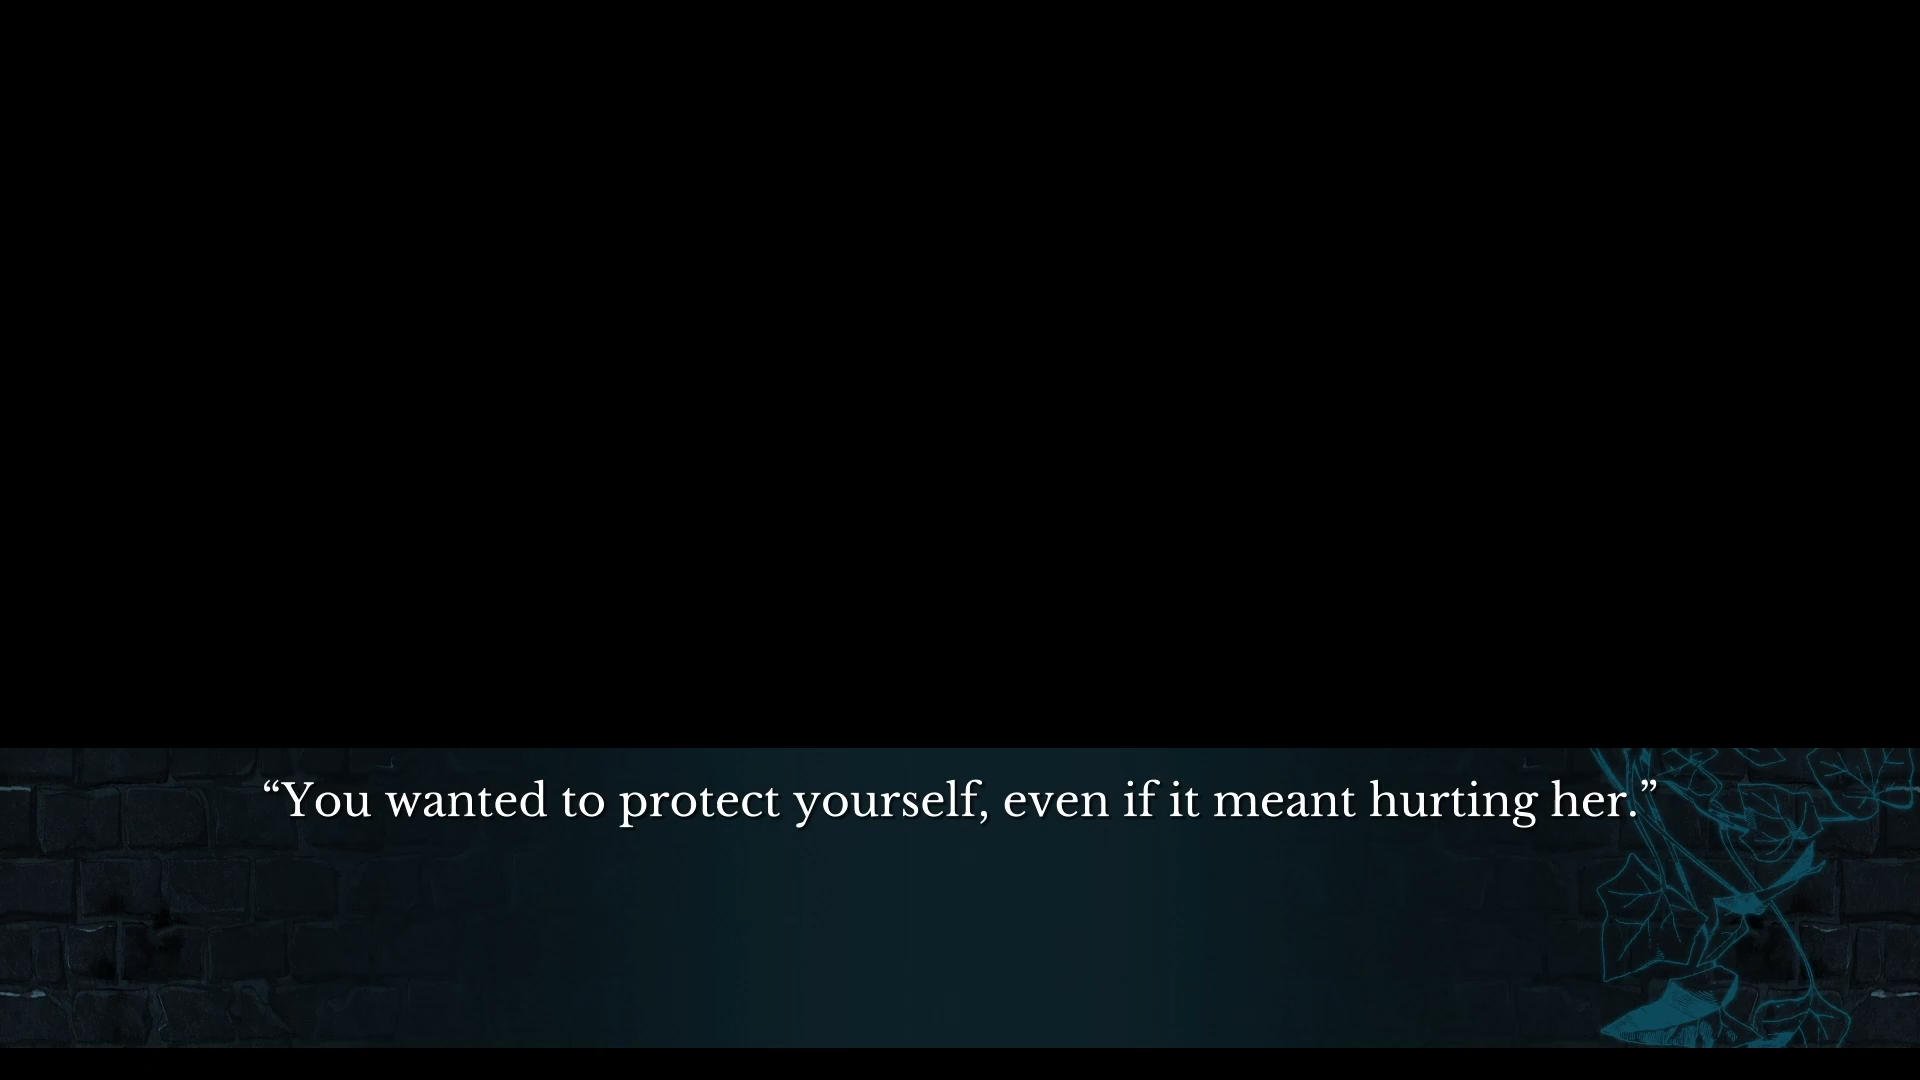 “You wanted to protect yourself, even if it meant hurting her.”